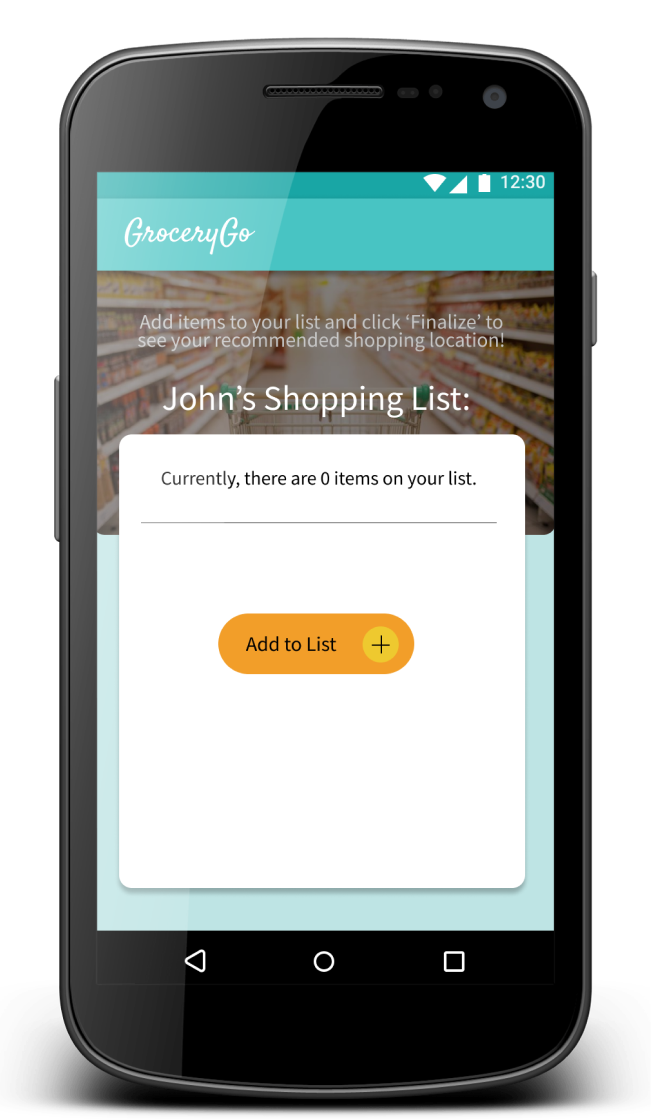 12:30
GroceryGo
Add items to your list and click ‘Finalize’ to
see your recommended shopping location!
John’s Shopping List:
Currently, there are 0 items on your list.
Add to List